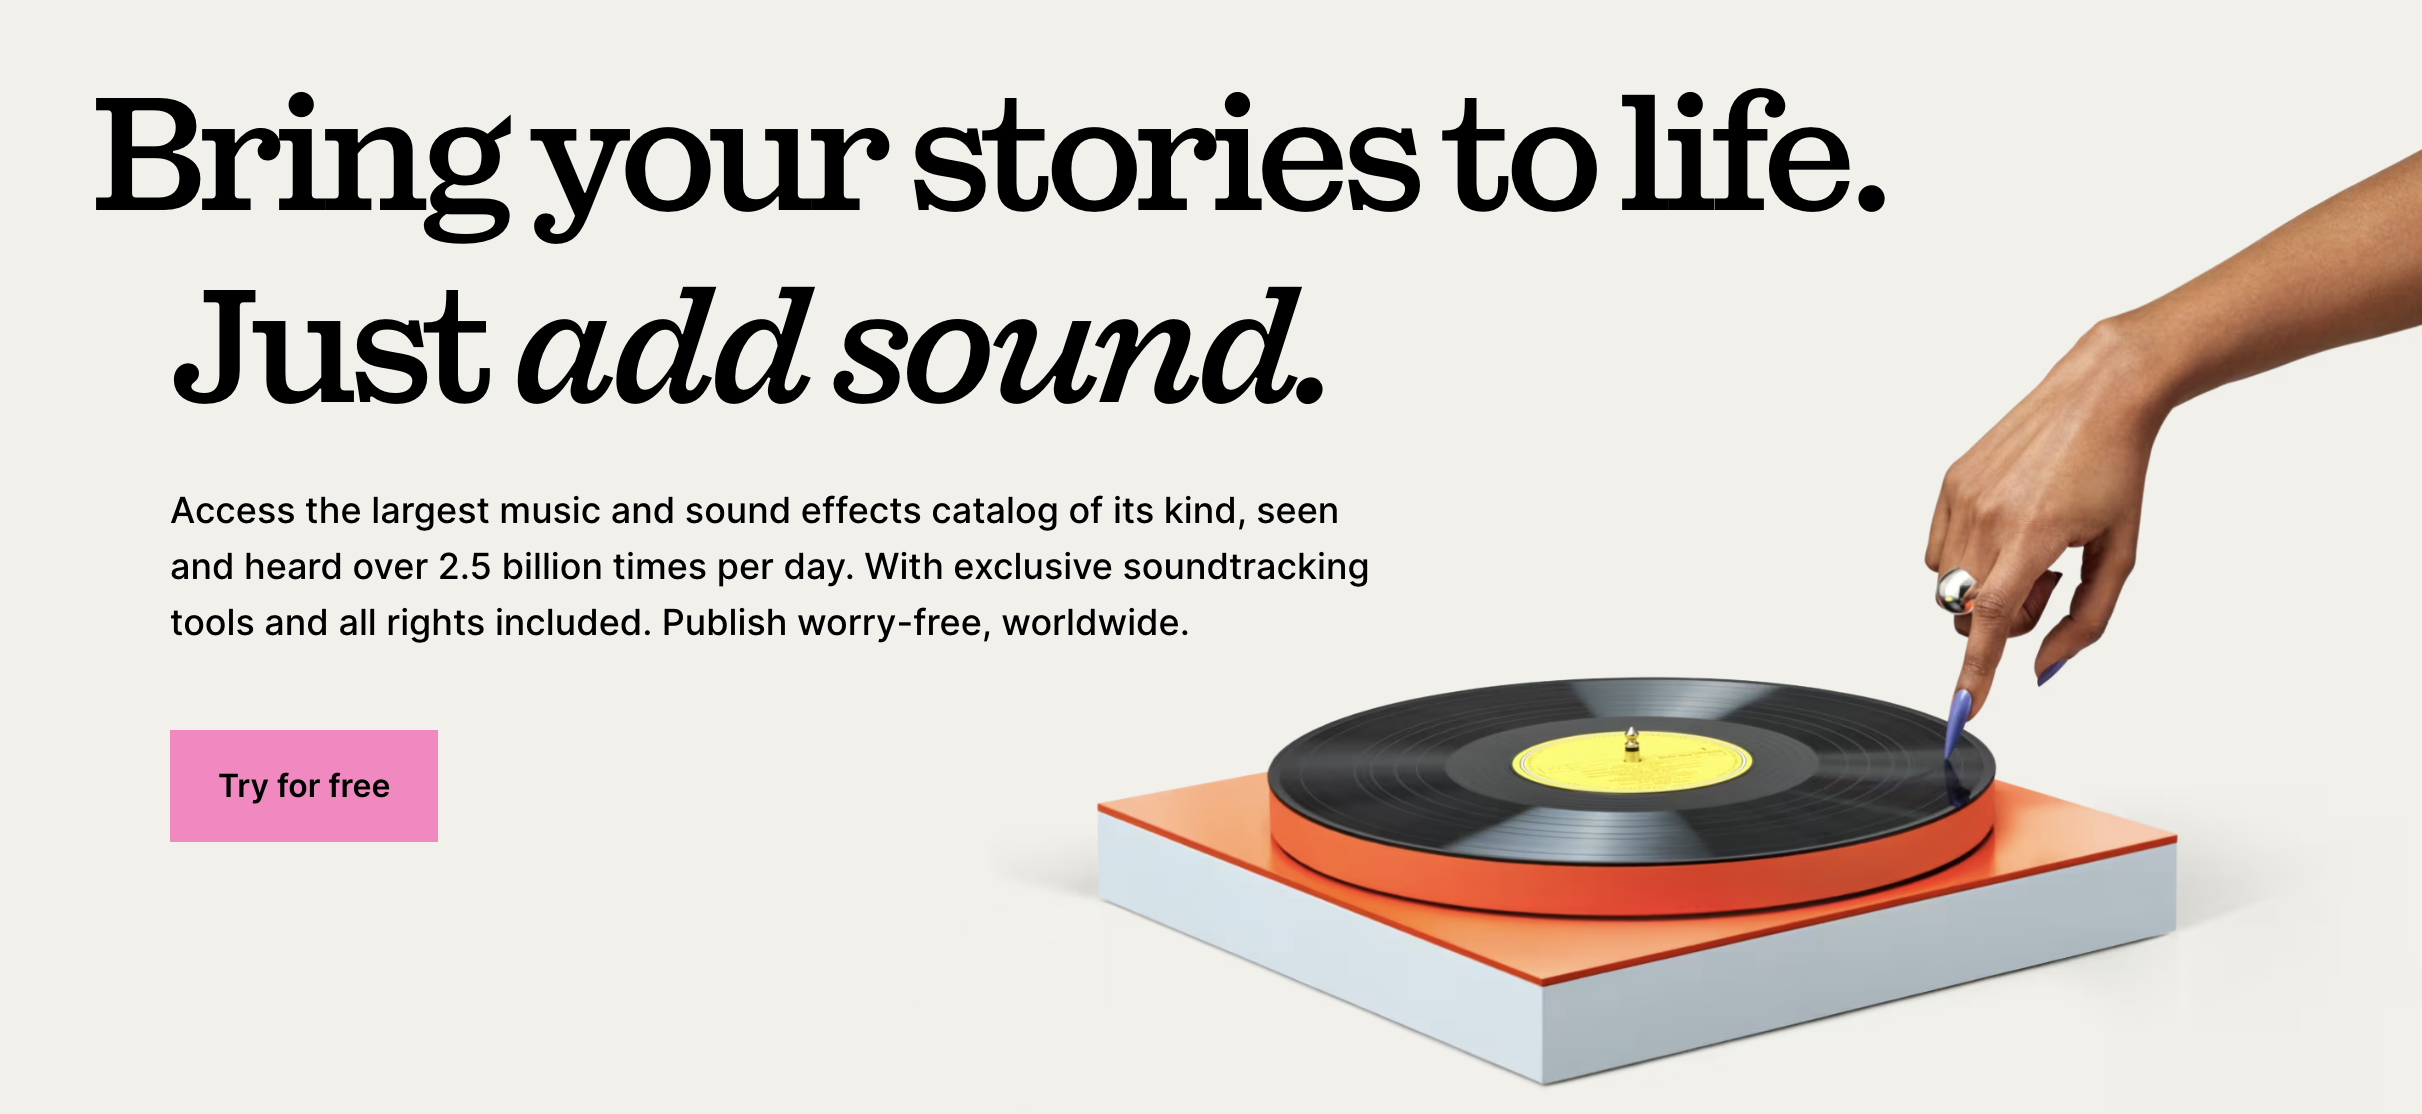 Bring your stories to life.
Just add sound.
Access the largest music and sound effects catalog of its kind, seen
and heard over 2.5 billion times per day. With exclusive soundtracking
tools and all rights included. Publish worry-free, worldwide.
Try for free